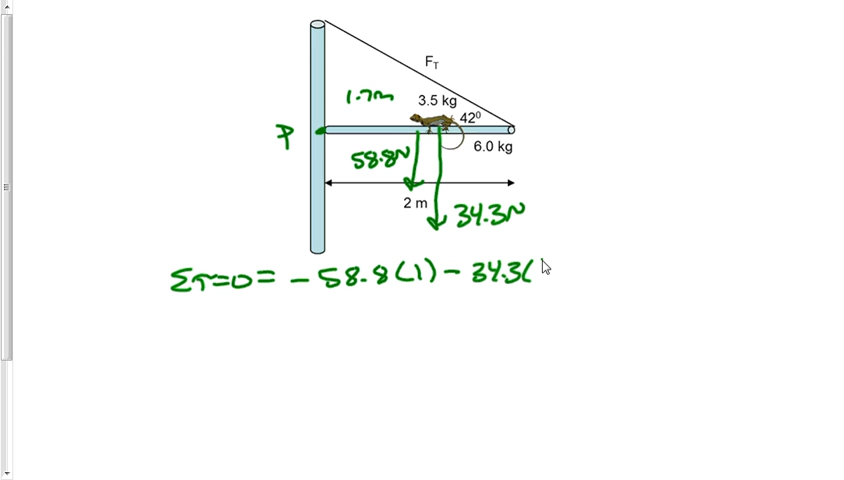 F_T
1.7m
3.5 kg
42⁰
P
6.0 kg
58.8N
2 m
34.3N
Στ=0= -58.8(1) - 34.3(